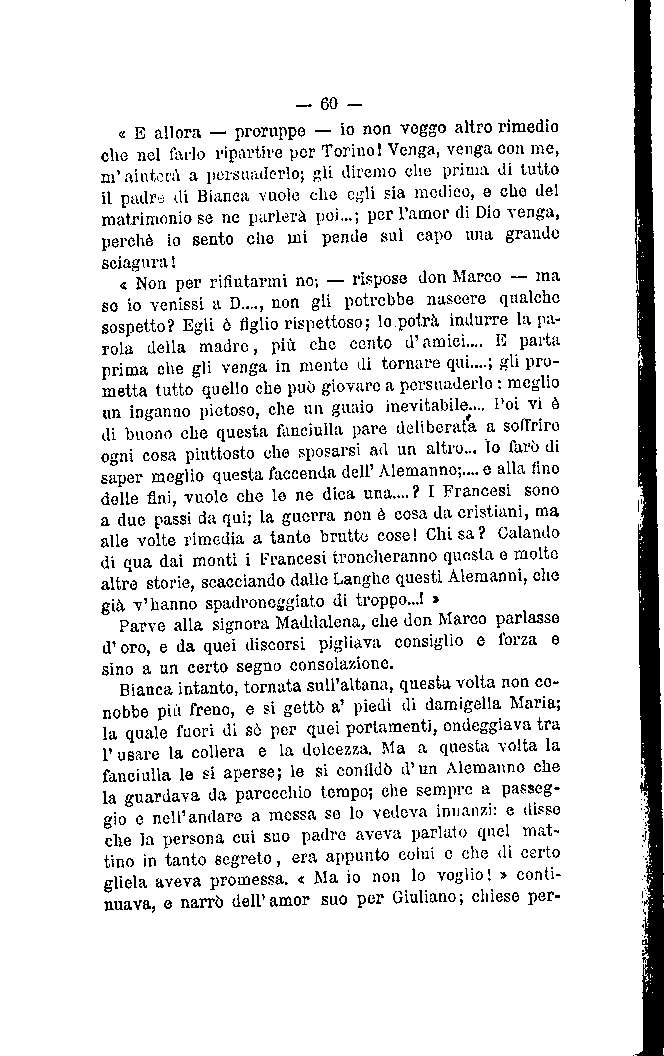 — 60 —
« E allora — proruppe — io non veggo altro rimedio
che nel farlo ripartire per Torino! Venga, venga con me,
m'aiuterà a persuaderlo; gli diremo che prima di tutto
il padre di Bianca vuole che egli sia medico, e che del
matrimonio se ne parlerà poi...; per l'amor di Dio venga,
perchè io sento che mi pende sul capo una grande
sciagura!
« Non per rifiutarmi no; — rispose don Marco — ma
se io venissi a D...., non gli potrebbe nascere qualche
sospetto? Egli è figlio rispettoso; lo potrà indurre la pa-
rola della madre, più che cento d'amici.... E parta
prima che gli venga in mente di tornare qui....; gli pro-
metta tutto quello che può giovare a persuaderlo: meglio
un inganno pietoso, che un guaio inevitabile.... Poi vi è
di buono che questa fanciulla pare deliberata a soffrire
ogni cosa piuttosto che sposarsi ad un altro... Io farò di
saper meglio questa faccenda dell'Alemanno;.... e alla fine
delle fini, vuole che le ne dica una....? I Francesi sono
a due passi da qui; la guerra non è cosa da cristiani, ma
alle volte rimedia a tante brutte cose! Chi sa? Calando
di qua dai monti i Francesi troncheranno questa e molte
altre storie, scacciando dalle Langhe questi Alemanni, che
già v'hanno spadroneggiato di troppo...! »
Parve alla signora Maddalena, che don Marco parlasse
d'oro, e da quei discorsi pigliava consiglio e forza e
sino a un certo segno consolazione.
Bianca intanto, tornata sull'altana, questa volta non co-
nobbe più freno, e si gettò a' piedi di damigella Maria;
la quale fuori di sè per quei portamenti, ondeggiava tra
l'usare la collera e la dolcezza. Ma a questa volta la
fanciulla le si aperse; le si confidò d'un Alemanno che
la guardava da parecchio tempo; che sempre a passeg-
gio e nell'andare a messa se lo vedeva innanzi: e disse
che la persona cui suo padre aveva parlato quel mat-
tino in tanto segreto, era appunto colui e che di certo
gliela aveva promessa. « Ma io non lo voglio! » conti-
nuava, e narrò dell'amor suo per Giuliano; chiese per-